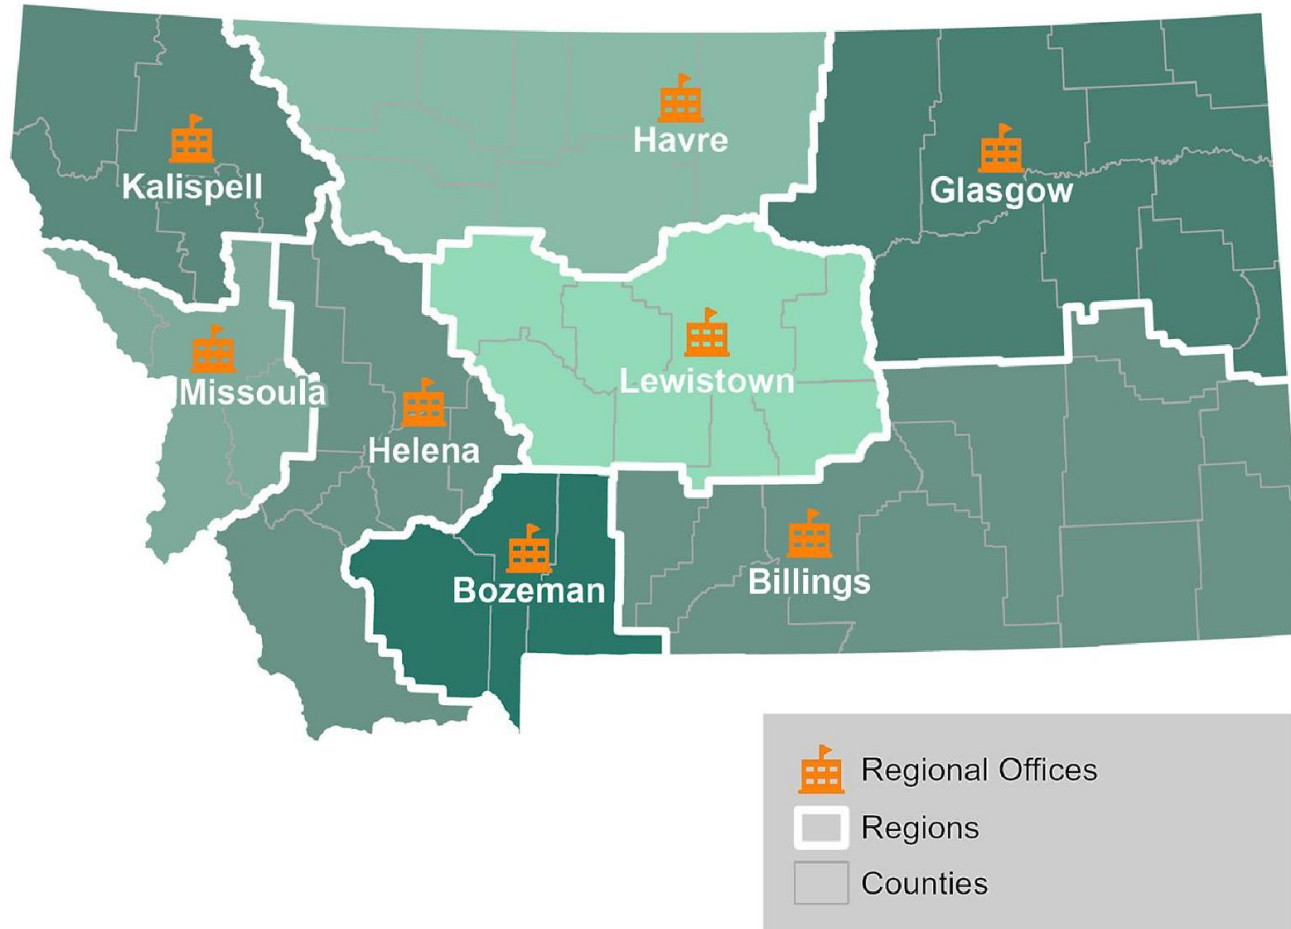 Havre
Kalispell
Glasgow
Missoula
Lewistown
Helena
Bozeman
Billings
Regional Offices
Regions
Counties